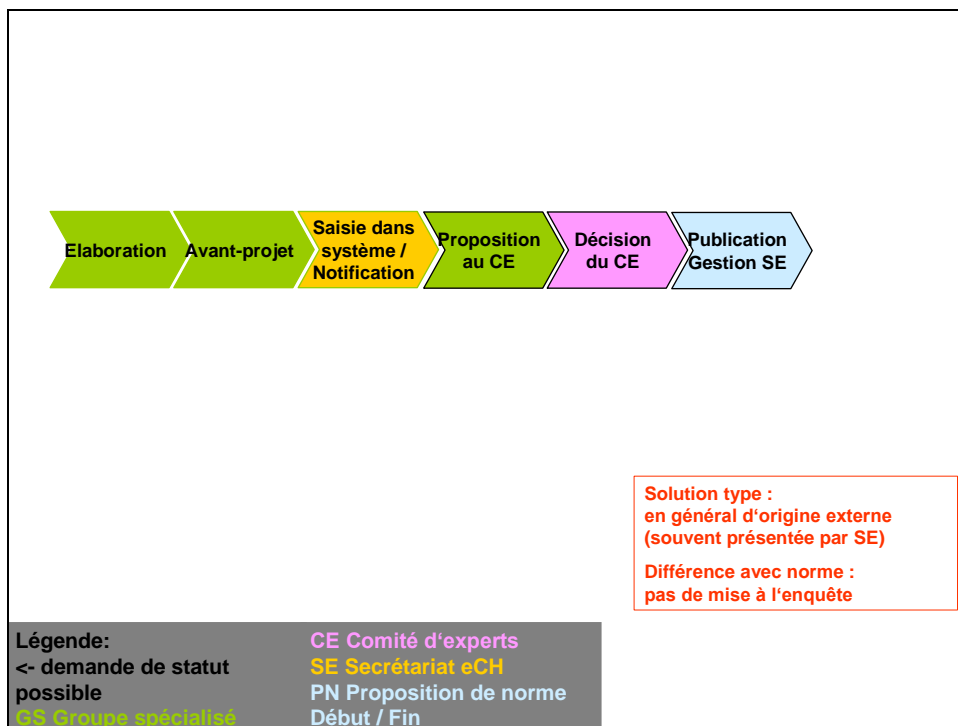 Elaboration
Avant-projet
Saisie dans
système /
Notification
Proposition
au CE
Décision
du CE
Publication
Gestion SE
Solution type :
en général d‘origine externe
(souvent présentée par SE)
Différence avec norme :
pas de mise à l‘enquête
Légende:
<- demande de statut
possible
GS Groupe spécialisé
CE Comité d‘experts
SE Secrétariat eCH
PN Proposition de norme
Début / Fin